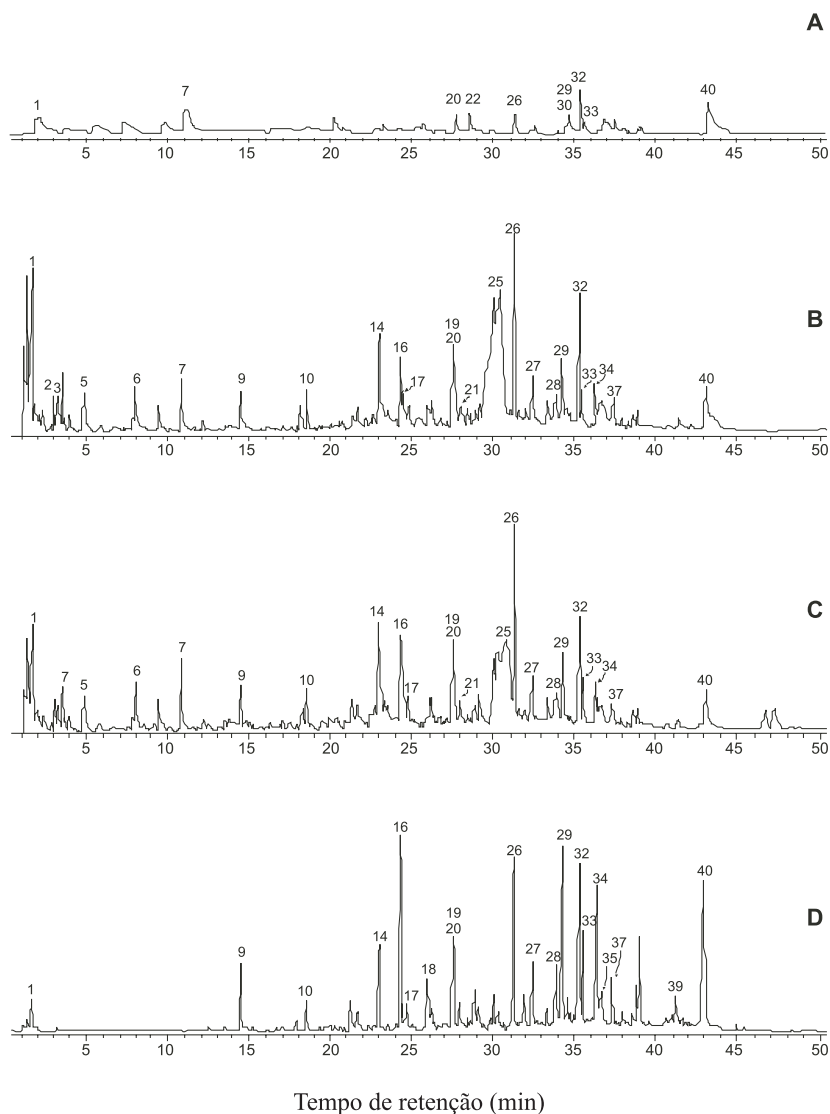 A
1 7 20 22 26 29 30 32 33 40
5 10 15 20 25 30 35 40 45 50
B
1 2 3 5 6 7 9 10 14 16 17 19 20 21 25 26 27 28 29 32 33 34 37 40
5 10 15 20 25 30 35 40 45 50
C
1 7 5 6 7 9 10 14 16 17 19 20 21 25 26 27 28 29 32 33 34 37 40
5 10 15 20 25 30 35 40 45 50
D
1 9 10 14 16 17 18 19 20 26 27 28 29 32 33 34 35 37 39 40
5 10 15 20 25 30 35 40 45 50
Tempo de retenção (min)